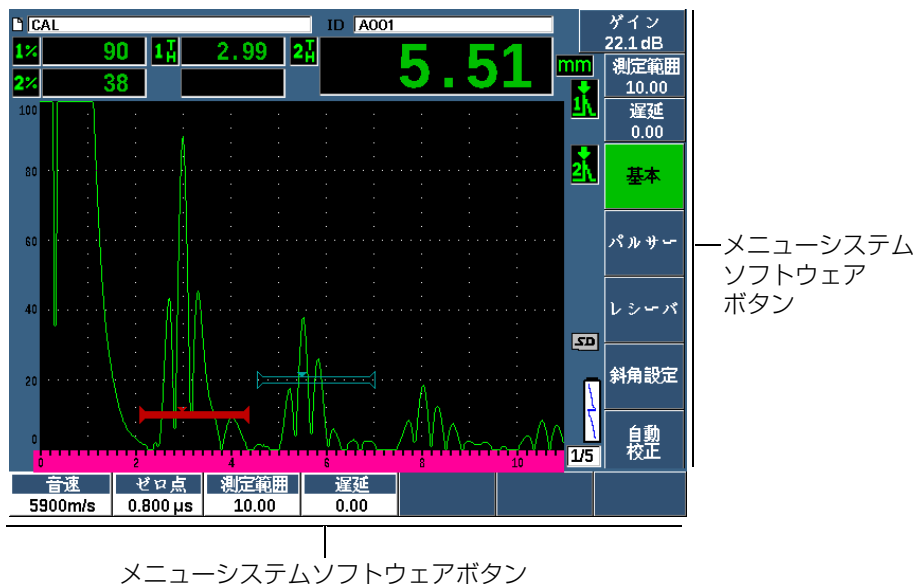 CAL
ID A001
ゲイン
22.1 dB
1% 90
1 TH 2.99
2 TH
5.51
mm
2% 38
測定範囲
10.00
遅延
0.00
基本
パルサー
レシーバ
斜角設定
自動
校正
100
80
60
40
20
0
0 2 4 6 8 10
1
2
SD
1/5
音速
5900m/s
ゼロ点
0.800 μs
測定範囲
10.00
遅延
0.00
メニューシステム
ソフトウェア
ボタン
メニューシステムソフトウェアボタン